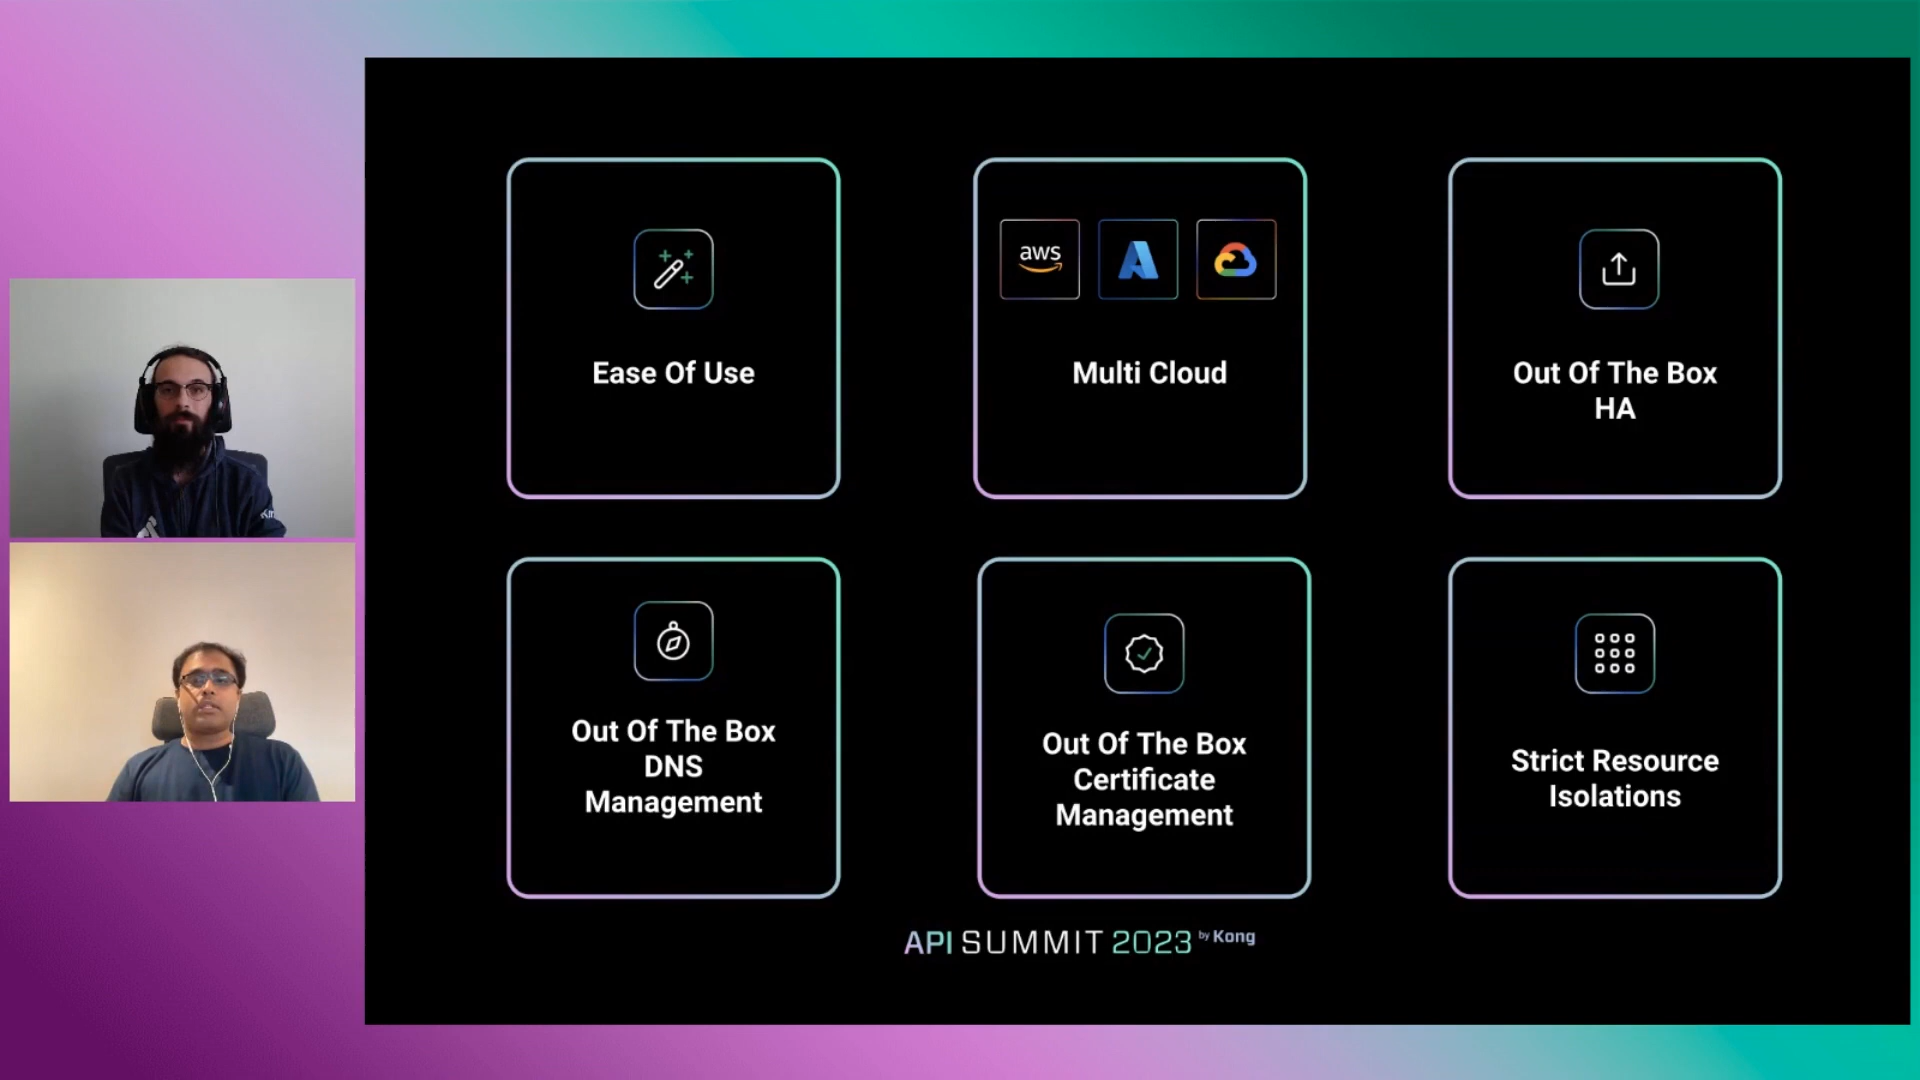 Ease Of Use
aws
Multi Cloud
Out Of The Box
HA
Out Of The Box
DNS
Management
Out Of The Box
Certificate
Management
Strict Resource
Isolations
API SUMMIT 2023 by Kong